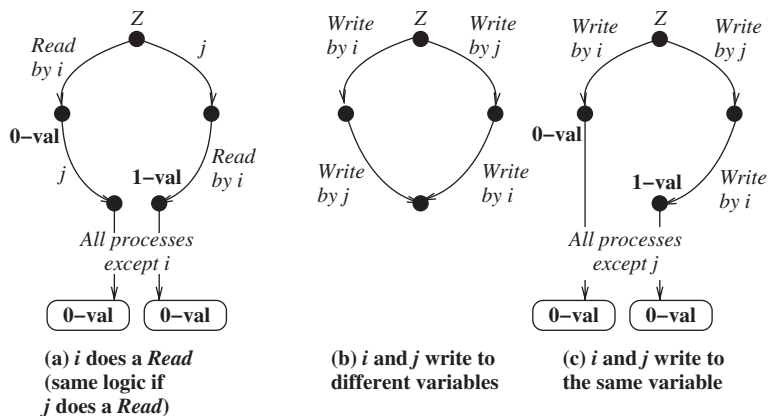 Z
Read
by i
j
0−val
j
1−val
Read
by i
All processes
except i
0−val
0−val
(a) i does a Read
(same logic if
j does a Read)
Z
Write
by i
Write
by j
Write
by j
Write
by i
(b) i and j write to
different variables
Z
Write
by i
Write
by j
0−val
1−val
Write
by i
All processes
except j
0−val
0−val
(c) i and j write to
the same variable